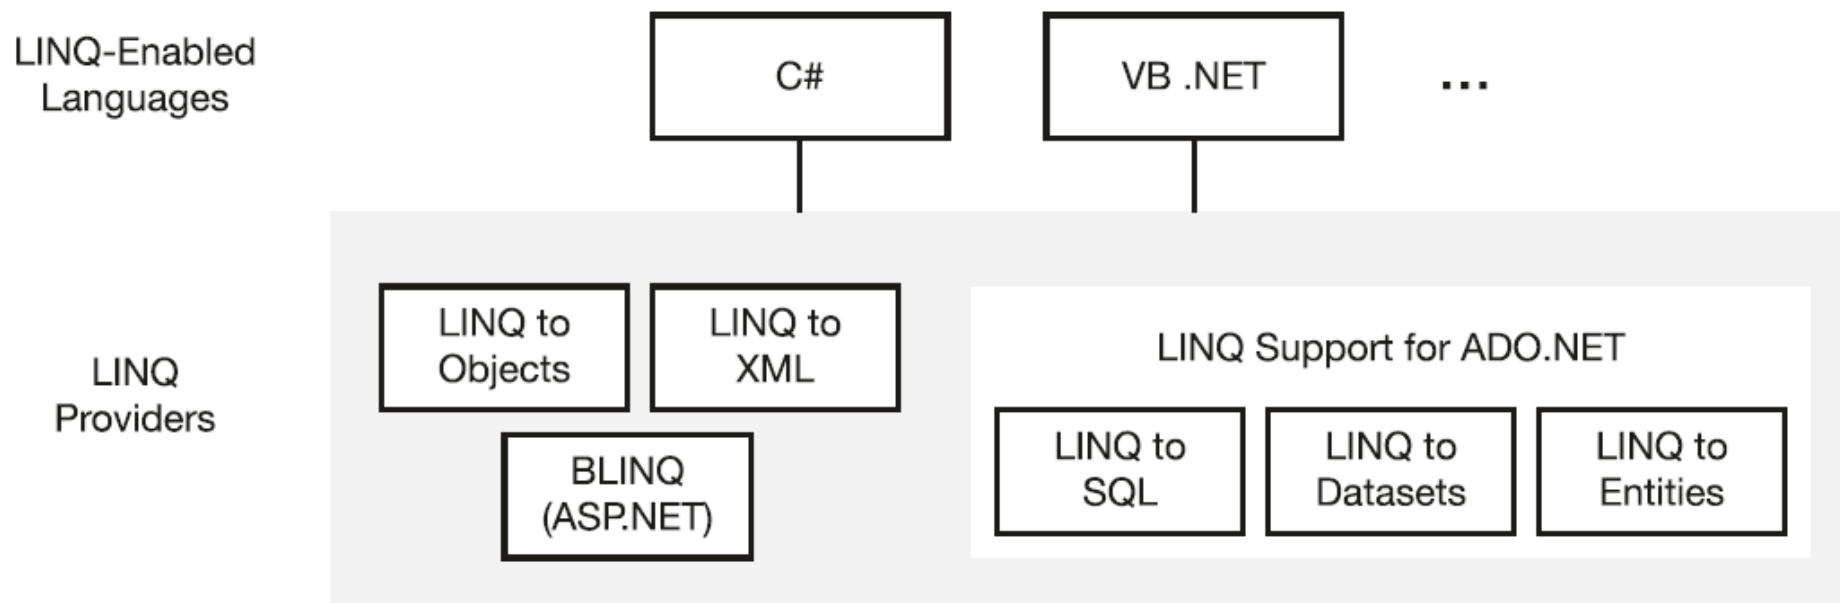 LINQ-Enabled
Languages
C#
VB .NET
...
LINQ
Providers
LINQ to
Objects
LINQ to
XML
BLINQ
(ASP.NET)
LINQ Support for ADO.NET
LINQ to
SQL
LINQ to
Datasets
LINQ to
Entities